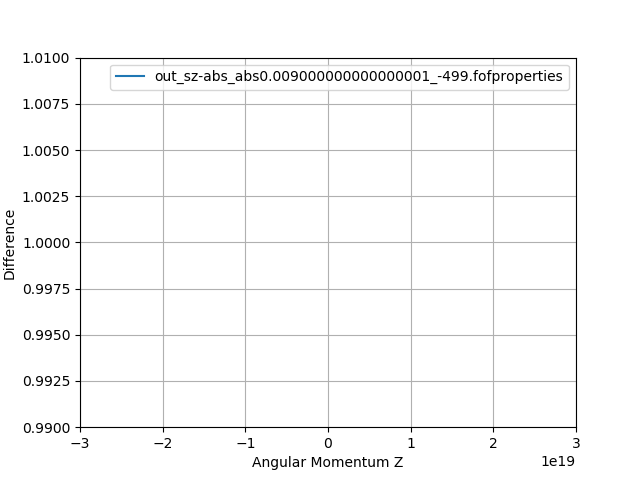 1.0100
out_sz-abs_abs0.009000000000000001_-499.fofproperties
1.0075
1.0050
1.0025
1.0000
Difference
0.9975
0.9950
0.9925
0.9900
−3 −2 −1 0 1 2 3
Angular Momentum Z
1e19